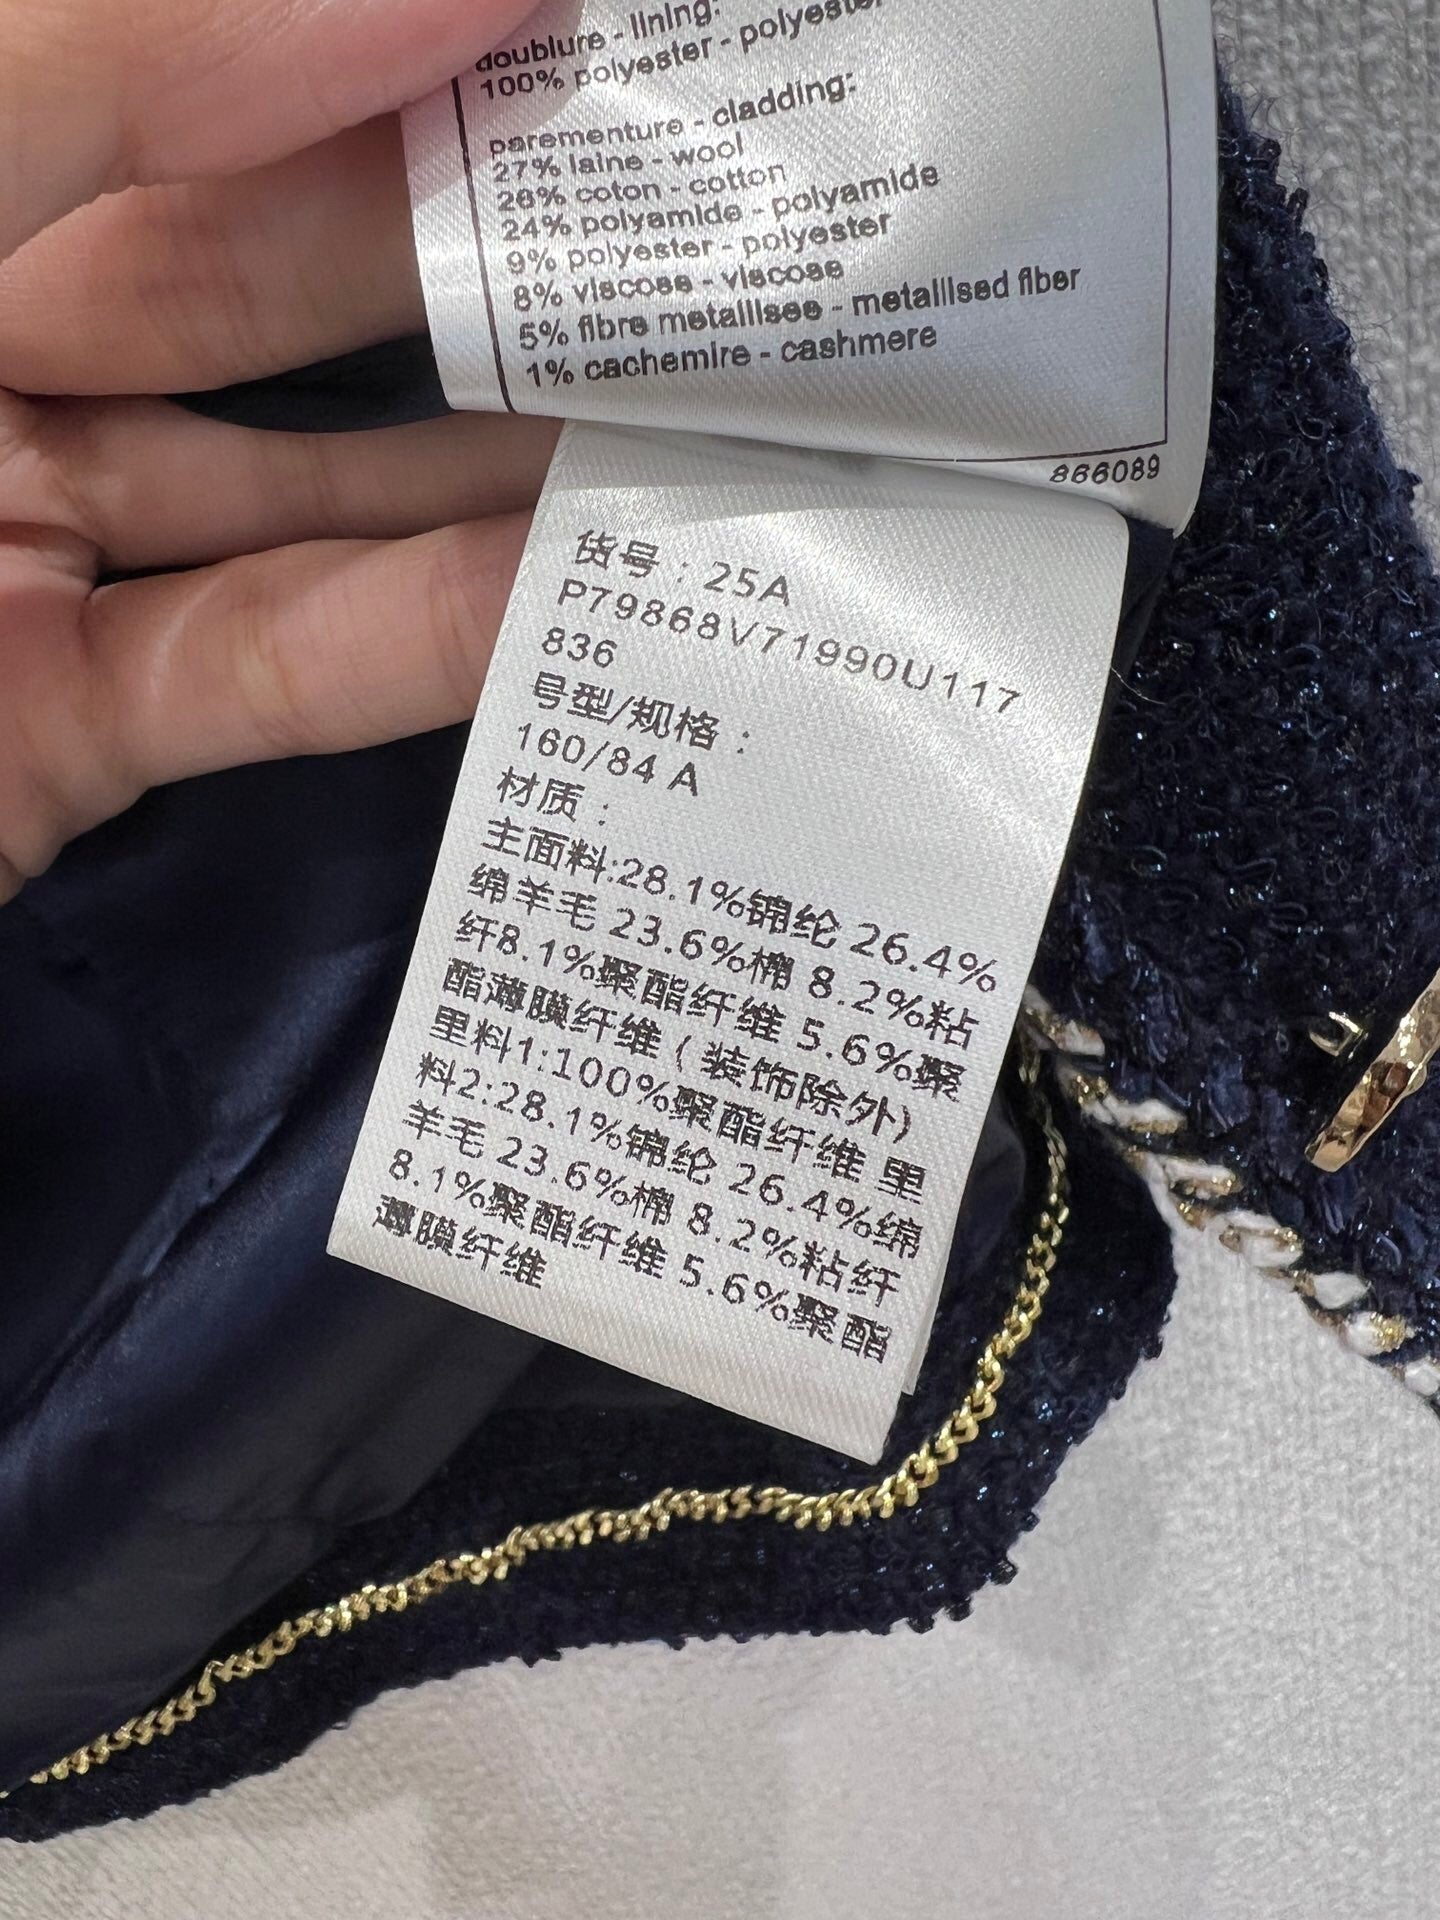 doublure - lining:
100% polyester - polyester
parementure - cladding:
27% laine - wool
26% coton - cotton
24% polyamide - polyamide
9% polyester - polyester
8% viscose - viscose
5% fibre metallisee - metallised fiber
1% cachemire - cashmere
866089
货号：25A
P79868V71990U117
836
号型/规格：
160/84 A
材质：
主面料:28.1%锦纶 26.4%
绵羊毛 23.6%棉 8.2%粘
纤8.1%聚酯纤维 5.6%聚
酯薄膜纤维（装饰除外)
里料1:100%聚酯纤维 里
料2:28.1%锦纶 26.4%绵
羊毛 23.6%棉 8.2%粘纤
8.1%聚酯纤维 5.6%聚酯
薄膜纤维